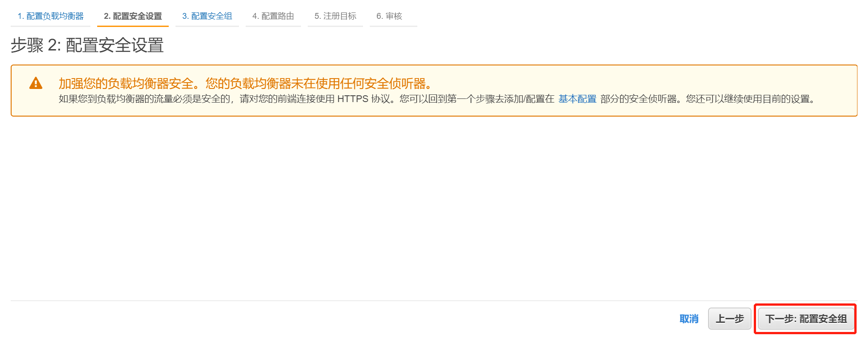 1. 配置负载均衡器 2. 配置安全设置 3. 配置安全组 4. 配置路由 5. 注册目标 6. 审核
步骤 2: 配置安全设置
加强您的负载均衡器安全。您的负载均衡器未在使用任何安全侦听器。
如果您到负载均衡器的流量必须是安全的，请对您的前端连接使用 HTTPS 协议。您可以回到第一个步骤去添加/配置在 基本配置 部分的安全侦听器。您还可以继续使用目前的设置。
取消 上一步 下一步: 配置安全组